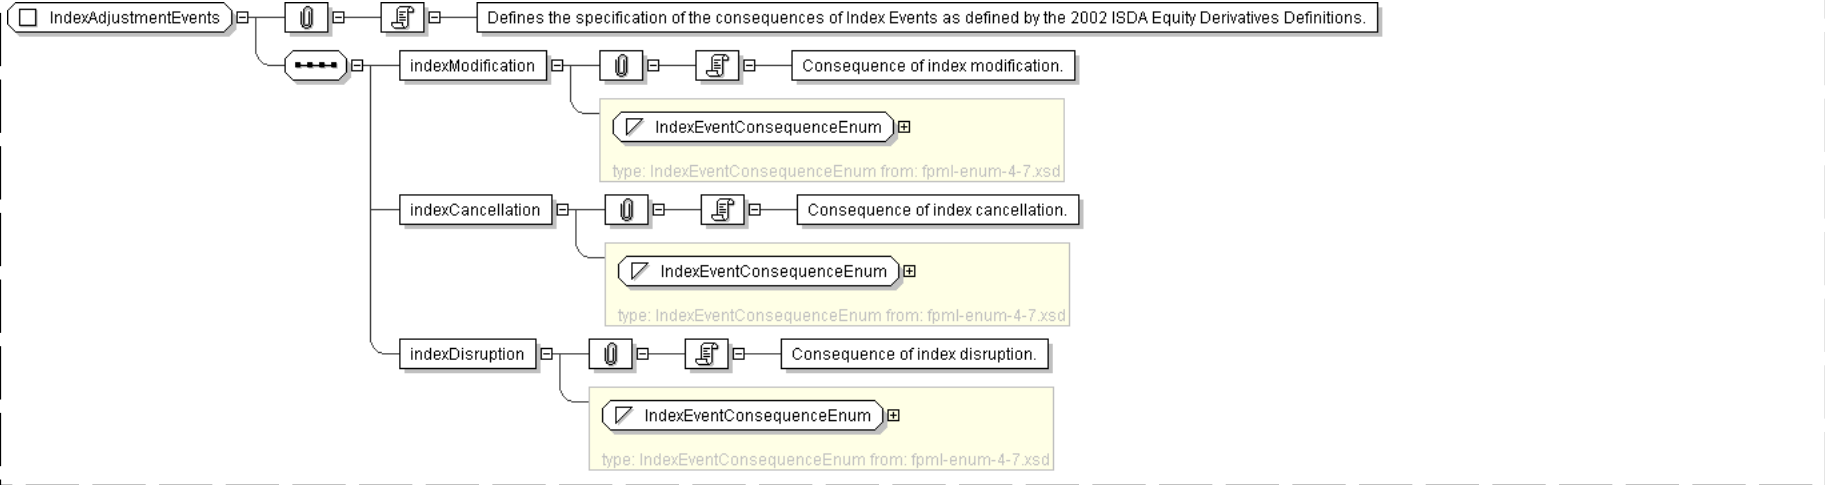 IndexAdjustmentEvents
Defines the specification of the consequences of Index Events as defined by the 2002 ISDA Equity Derivatives Definitions.
indexModification
Consequence of index modification.
IndexEventConsequenceEnum
type: IndexEventConsequenceEnum from: fpml-enum-4-7.xsd
indexCancellation
Consequence of index cancellation.
IndexEventConsequenceEnum
type: IndexEventConsequenceEnum from: fpml-enum-4-7.xsd
indexDisruption
Consequence of index disruption.
IndexEventConsequenceEnum
type: IndexEventConsequenceEnum from: fpml-enum-4-7.xsd